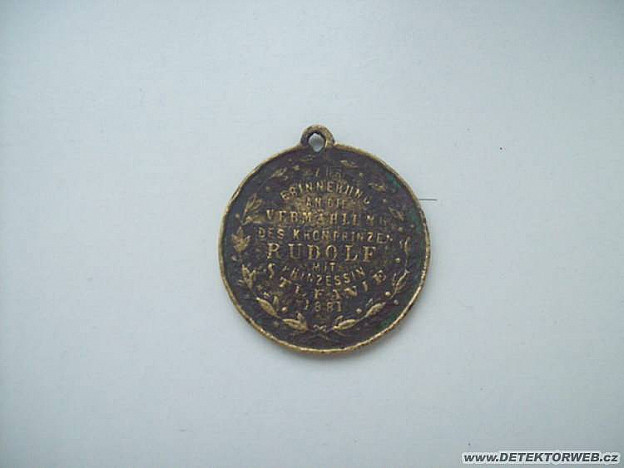 ZUR
ERINNERUNG
AN DIE
VERMÄHLUNG
DES KRONPRINZEN
RUDOLF
MIT
PRINZESSIN
STEFANIE
1881
www.DETEKTORWEB.cz